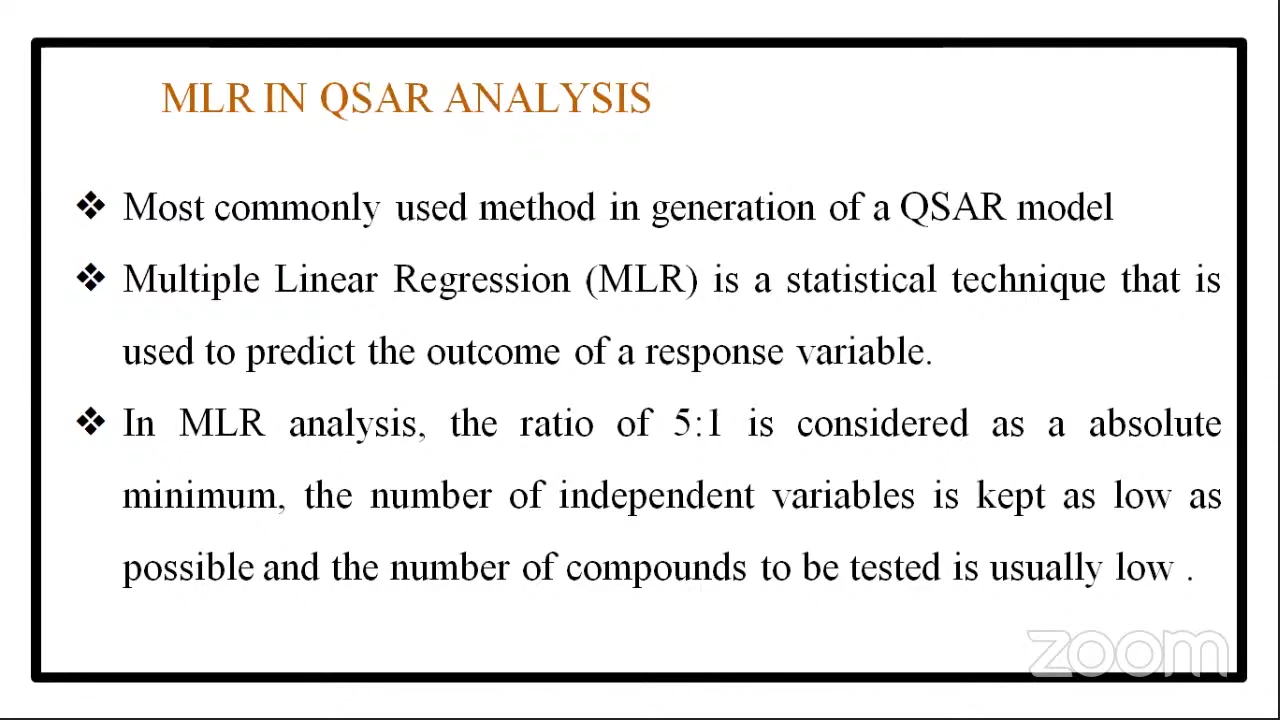 MLR IN QSAR ANALYSIS
❖ Most commonly used method in generation of a QSAR model
❖ Multiple Linear Regression (MLR) is a statistical technique that is
used to predict the outcome of a response variable.
❖ In MLR analysis, the ratio of 5:1 is considered as a absolute
minimum, the number of independent variables is kept as low as
possible and the number of compounds to be tested is usually low .
zoom